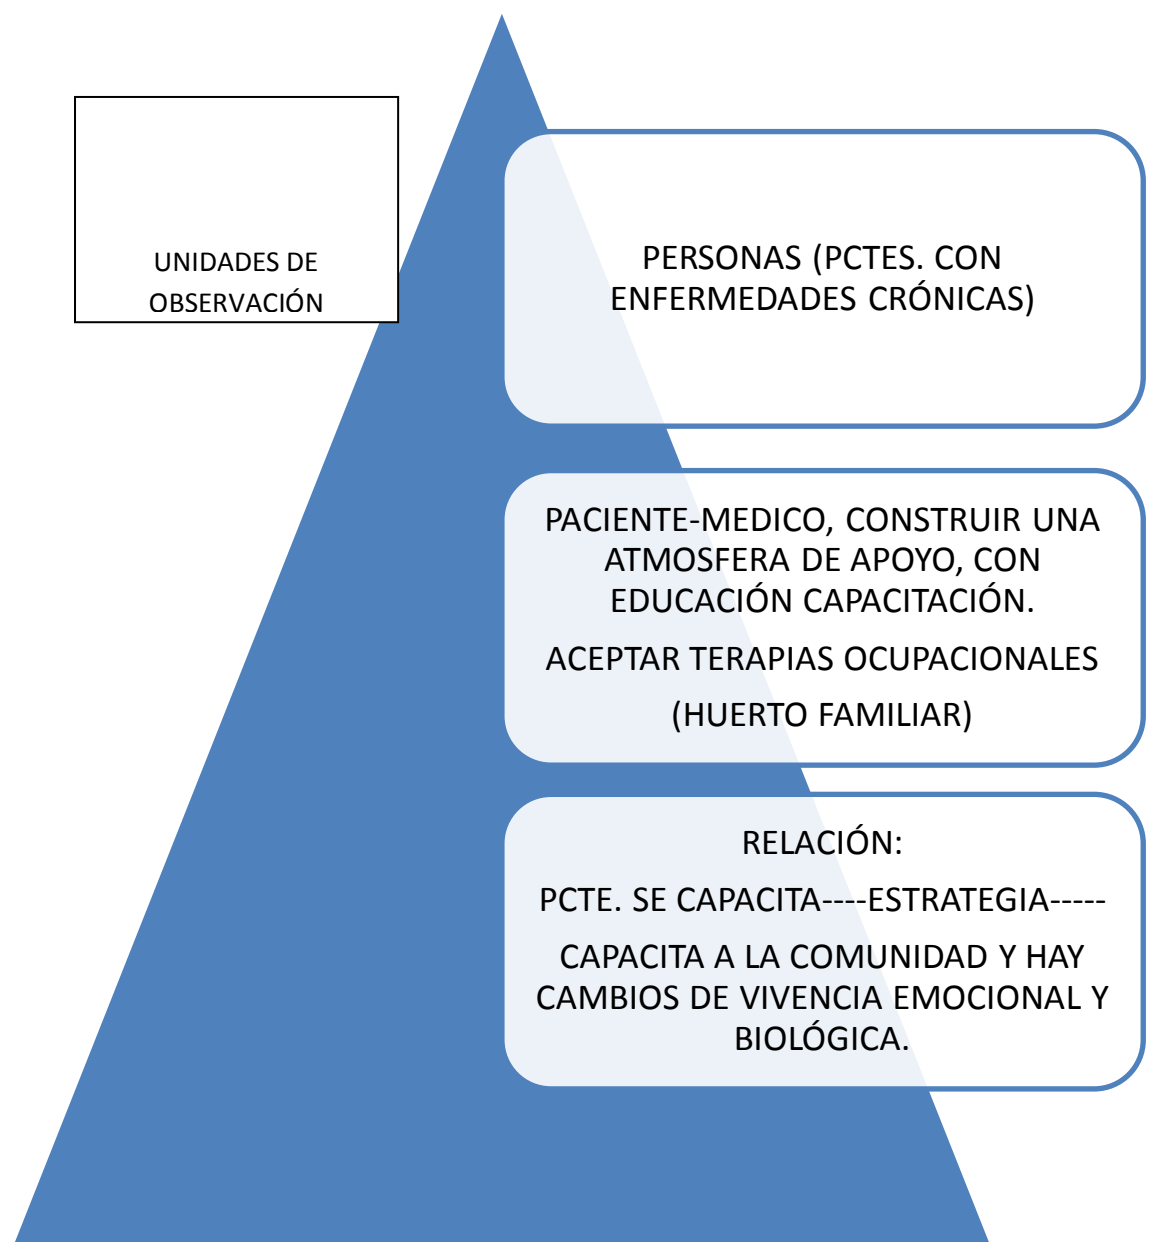 UNIDADES DE
OBSERVACIÓN
PERSONAS (PCTES. CON
ENFERMEDADES CRÓNICAS)
PACIENTE-MEDICO, CONSTRUIR UNA
ATMOSFERA DE APOYO, CON
EDUCACIÓN CAPACITACIÓN.
ACEPTAR TERAPIAS OCUPACIONALES
(HUERTO FAMILIAR)
RELACIÓN:
PCTE. SE CAPACITA----ESTRATEGIA-----
CAPACITA A LA COMUNIDAD Y HAY
CAMBIOS DE VIVENCIA EMOCIONAL Y
BIOLÓGICA.